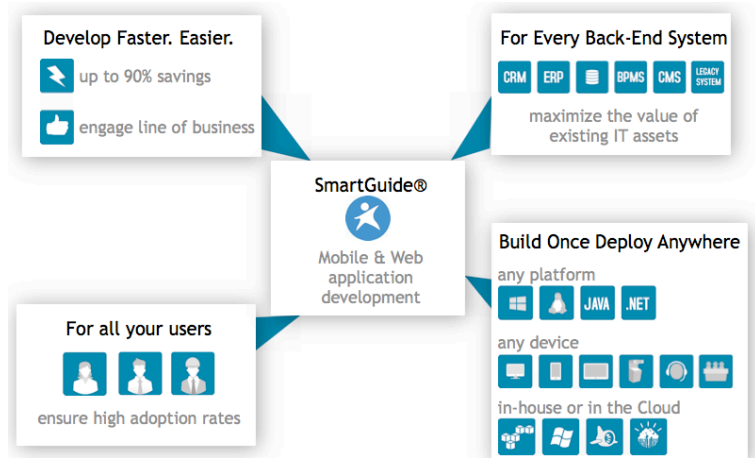 Develop Faster. Easier.
up to 90% savings
engage line of business
For Every Back-End System
CRM ERP BPMS CMS LEGACY SYSTEM
maximize the value of
existing IT assets
SmartGuide®
Mobile & Web
application
development
For all your users
ensure high adoption rates
Build Once Deploy Anywhere
any platform
JAVA .NET
any device
in-house or in the Cloud